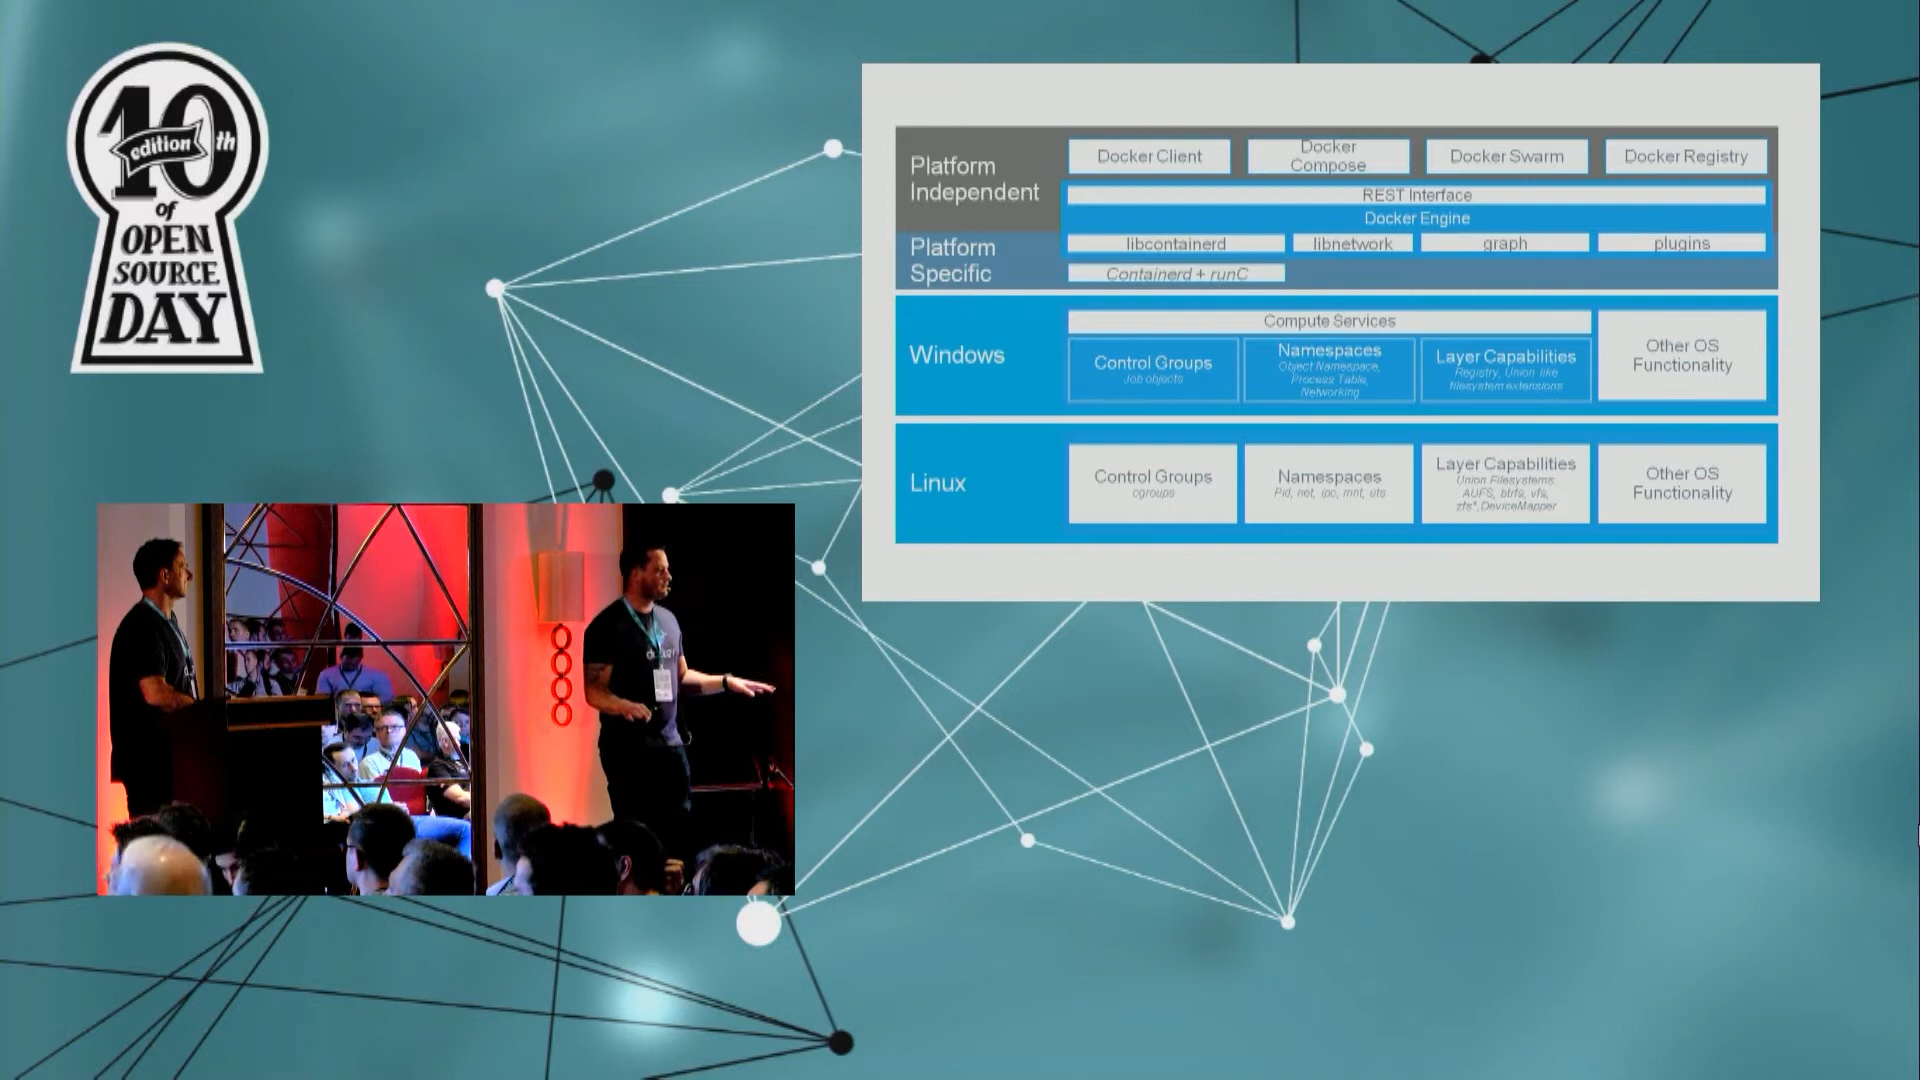 10th
edition
of
OPEN
SOURCE
DAY
Platform
Independent
Docker Client
Docker
Compose
Docker Swarm
Docker Registry
REST Interface
Docker Engine
Platform
Specific
libcontainerd
libnetwork
graph
plugins
Containerd + runC
Windows
Compute Services
Control Groups
Job objects
Namespaces
Object Namespace,
Process Table,
Networking
Layer Capabilities
Registry, Union like
filesystem extensions
Other OS
Functionality
Linux
Control Groups
cgroups
Namespaces
Pid, net, ipc, mnt, uts
Layer Capabilities
Union Filesystems
AUFS, btrfs, vfs,
zfs*, DeviceMapper
Other OS
Functionality